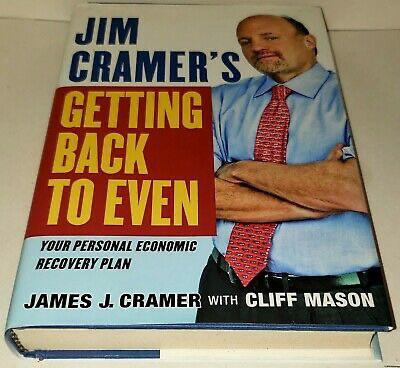 JIM
CRAMER'S
GETTING
BACK
TO EVEN
YOUR PERSONAL ECONOMIC
RECOVERY PLAN
JAMES J. CRAMER WITH CLIFF MASON